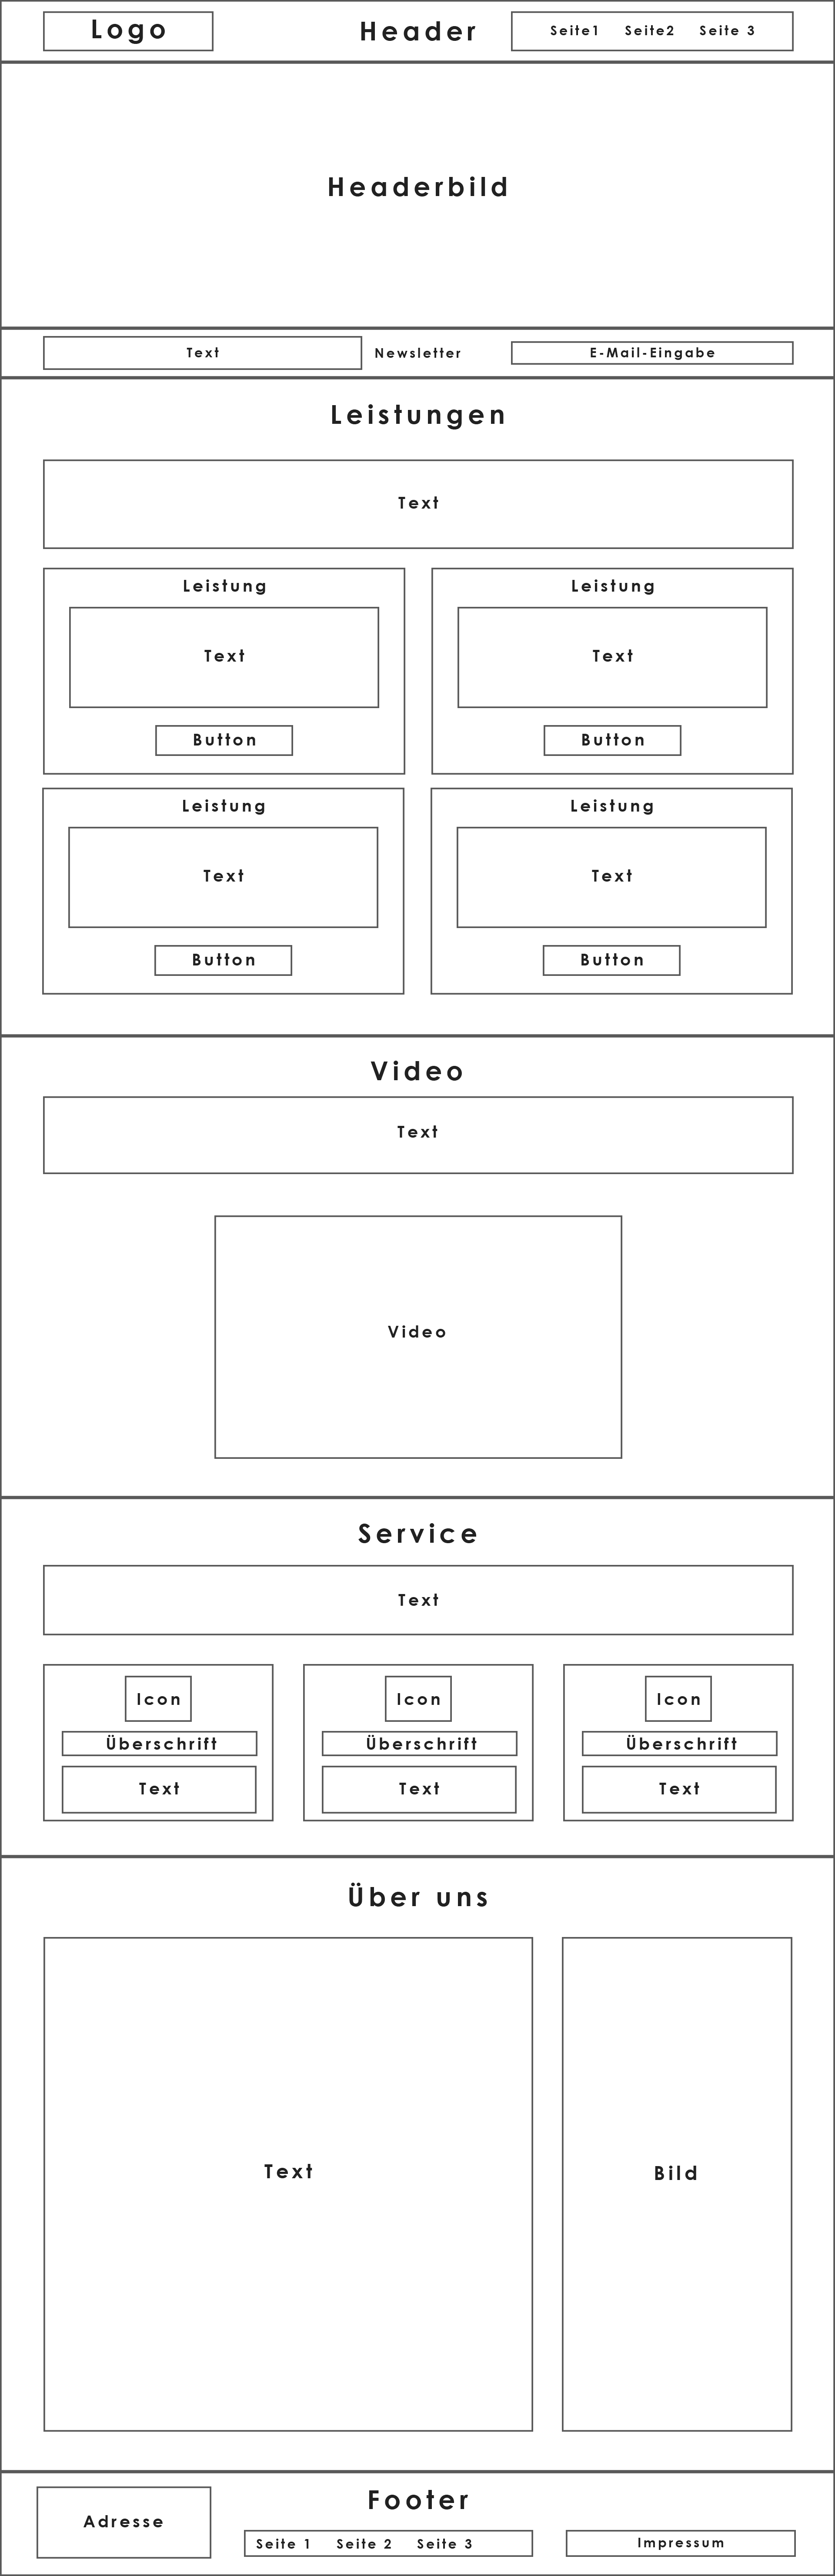 Logo
Header
Seite1 Seite2 Seite 3
Headerbild
Text
Newsletter
E-Mail-Eingabe
Leistungen
Text
Leistung
Text
Button
Leistung
Text
Button
Leistung
Text
Button
Leistung
Text
Button
Video
Text
Video
Service
Text
Icon
Überschrift
Text
Icon
Überschrift
Text
Icon
Überschrift
Text
Über uns
Text
Bild
Adresse
Footer
Seite 1 Seite 2 Seite 3
Impressum